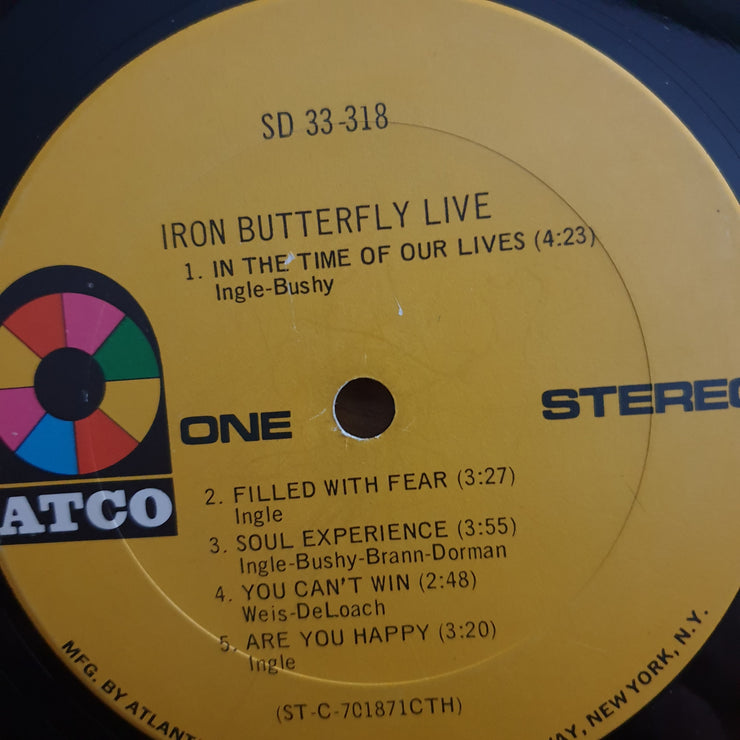 SD 33-318
IRON BUTTERFLY LIVE
1. IN THE TIME OF OUR LIVES (4:23)
Ingle-Bushy
ONE
STEREO
ATCO
2. FILLED WITH FEAR (3:27)
Ingle
3. SOUL EXPERIENCE (3:55)
Ingle-Bushy-Brann-Dorman
4. YOU CAN'T WIN (2:48)
Weis-DeLoach
5. ARE YOU HAPPY (3:20)
Ingle
(ST-C-701871CTH)
MFG. BY NEW YORK, N.Y.